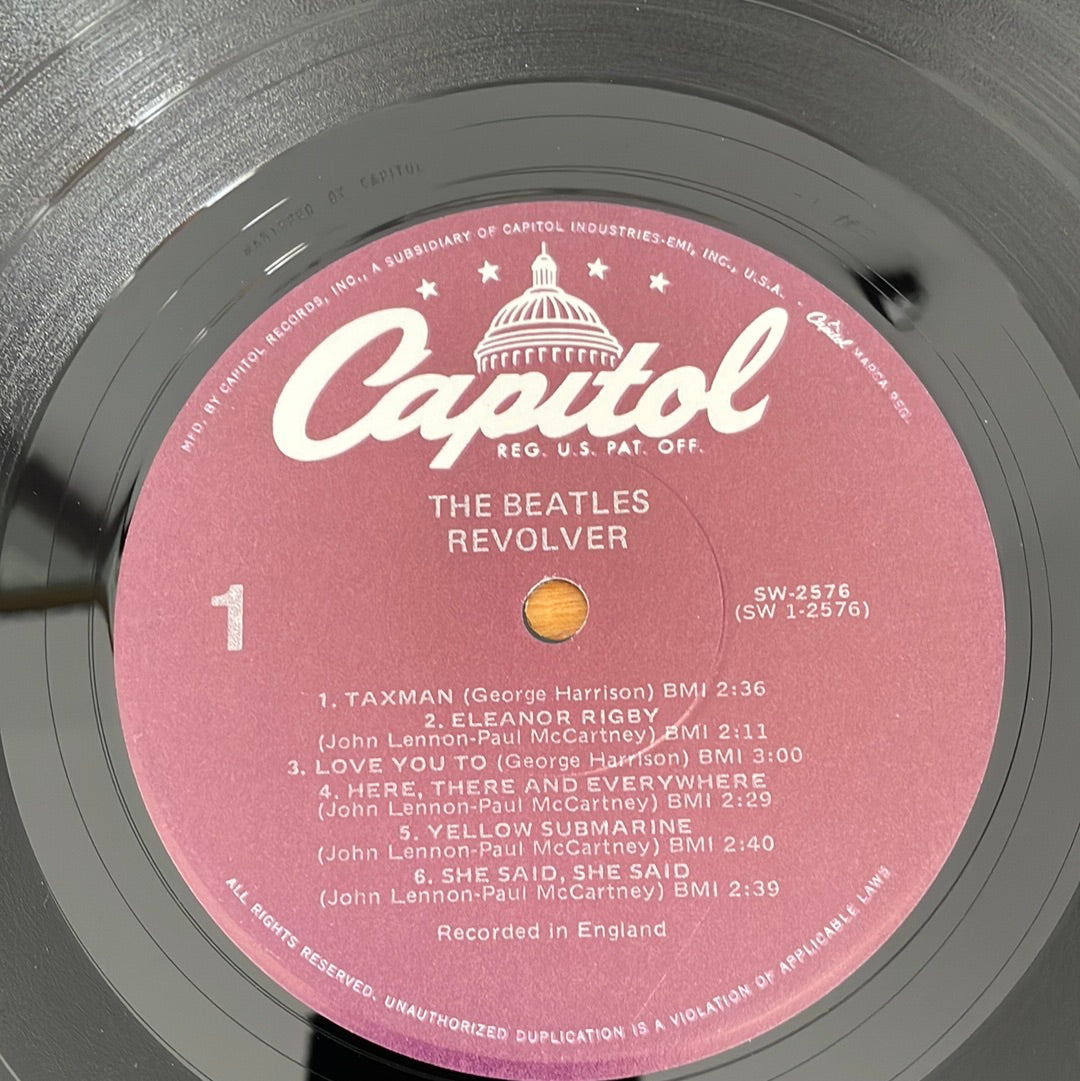 MASTERED BY CAPITOL
MFD. BY CAPITOL RECORDS, INC., A SUBSIDIARY OF CAPITOL INDUSTRIES-EMI, INC., U.S.A. · Capitol MARCA REG.
Capitol
REG. U.S. PAT. OFF.
THE BEATLES
REVOLVER
1
SW-2576
(SW 1-2576)
1. TAXMAN (George Harrison) BMI 2:36
2. ELEANOR RIGBY
(John Lennon-Paul McCartney) BMI 2:11
3. LOVE YOU TO (George Harrison) BMI 3:00
4. HERE, THERE AND EVERYWHERE
(John Lennon-Paul McCartney) BMI 2:29
5. YELLOW SUBMARINE
(John Lennon-Paul McCartney) BMI 2:40
6. SHE SAID, SHE SAID
(John Lennon-Paul McCartney) BMI 2:39
Recorded in England
ALL RIGHTS RESERVED. UNAUTHORIZED DUPLICATION IS A VIOLATION OF APPLICABLE LAWS